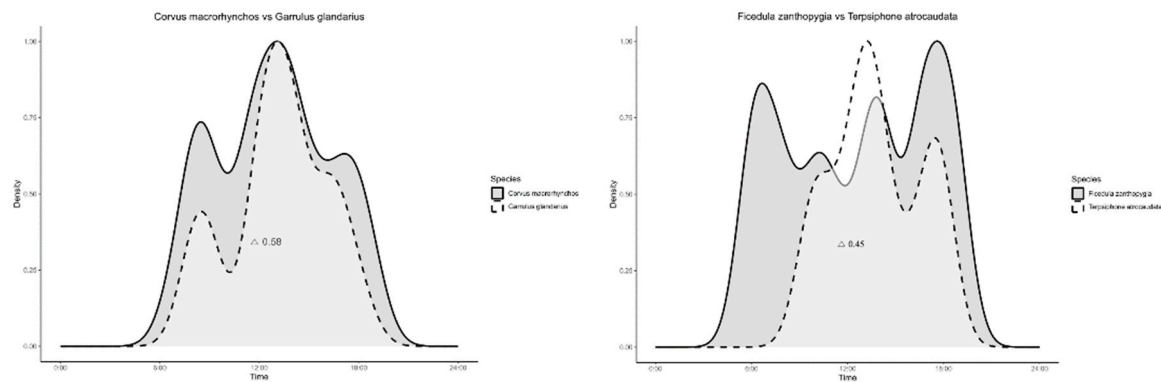 Corvus macrorhynchos vs Garrulus glandarius
1.00
0.75
0.50
0.25
0.00
Density
△ 0.58
0:00
6:00
12:00
18:00
24:00
Time
Species
Corvus macrorhynchos
Garrulus glandarius
Ficedula zanthopygia vs Terpsiphone atrocaudata
1.00
0.75
0.50
0.25
0.00
Density
△ 0.45
0:00
6:00
12:00
18:00
24:00
Time
Species
Ficedula zanthopygia
Terpsiphone atrocaudata